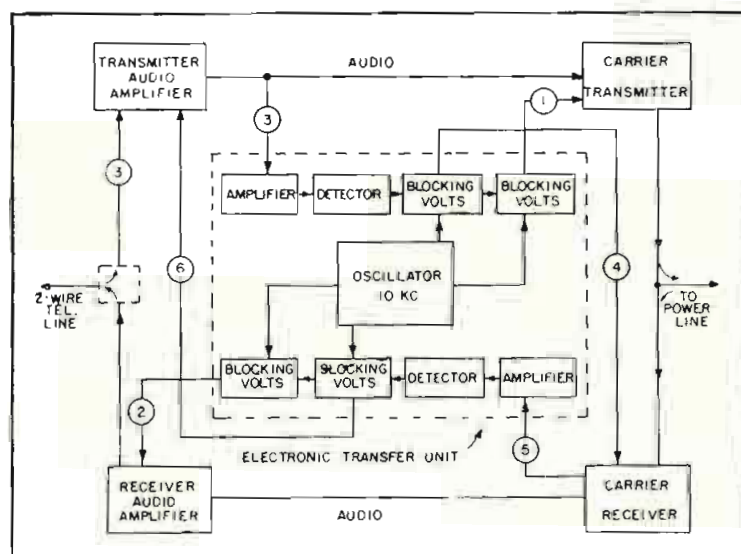 TRANSMITTER
AUDIO
AMPLIFIER
AUDIO
CARRIER
TRANSMITTER
1
3
3
AMPLIFIER
DETECTOR
BLOCKING
VOLTS
BLOCKING
VOLTS
6
OSCILLATOR
10 KC
4
2-WIRE
TEL.
LINE
TO
POWER
LINE
BLOCKING
VOLTS
BLOCKING
VOLTS
DETECTOR
AMPLIFIER
2
ELECTRONIC TRANSFER UNIT
5
RECEIVER
AUDIO
AMPLIFIER
AUDIO
CARRIER
RECEIVER